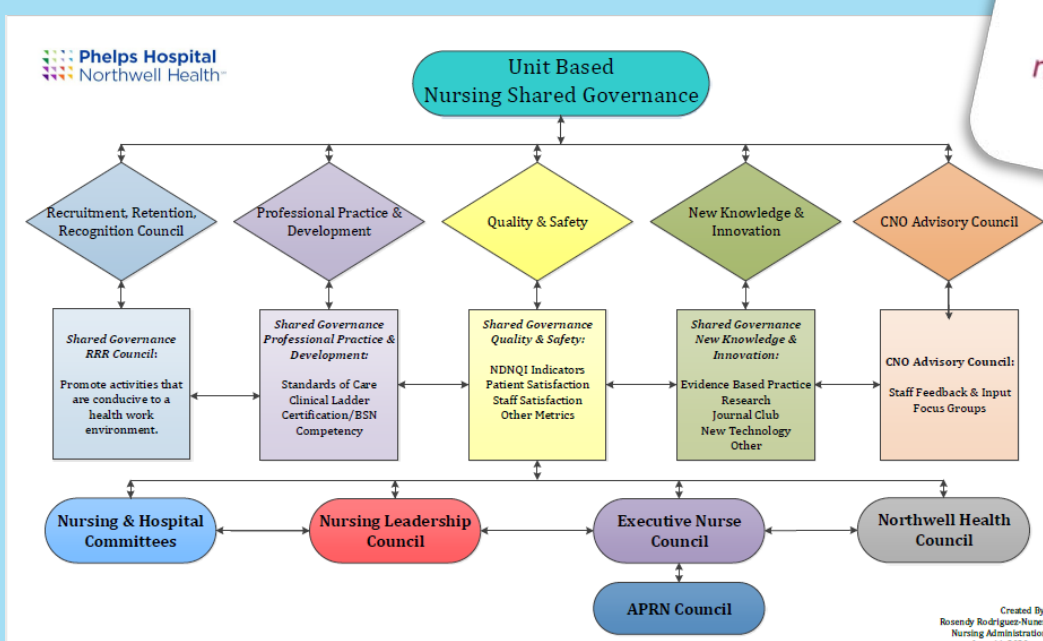 Phelps Hospital
Northwell Health
Unit Based
Nursing Shared Governance
Recruitment, Retention,
Recognition Council
Professional Practice &
Development
Quality & Safety
New Knowledge &
Innovation
CNO Advisory Council
Shared Governance
RRR Council:
Promote activities that
are conducive to a
health work
environment.
Shared Governance
Professional Practice &
Development:
Standards of Care
Clinical Ladder
Certification/BSN
Competency
Shared Governance
Quality & Safety:
NDNQI Indicators
Patient Satisfaction
Staff Satisfaction
Other Metrics
Shared Governance
New Knowledge &
Innovation:
Evidence Based Practice
Research
Journal Club
New Technology
Other
CNO Advisory Council:
Staff Feedback & Input
Focus Groups
Nursing & Hospital
Committees
Nursing Leadership
Council
Executive Nurse
Council
Northwell Health
Council
APRN Council
Created By
Rosendy Rodriguez-Nunez
Nursing Administration